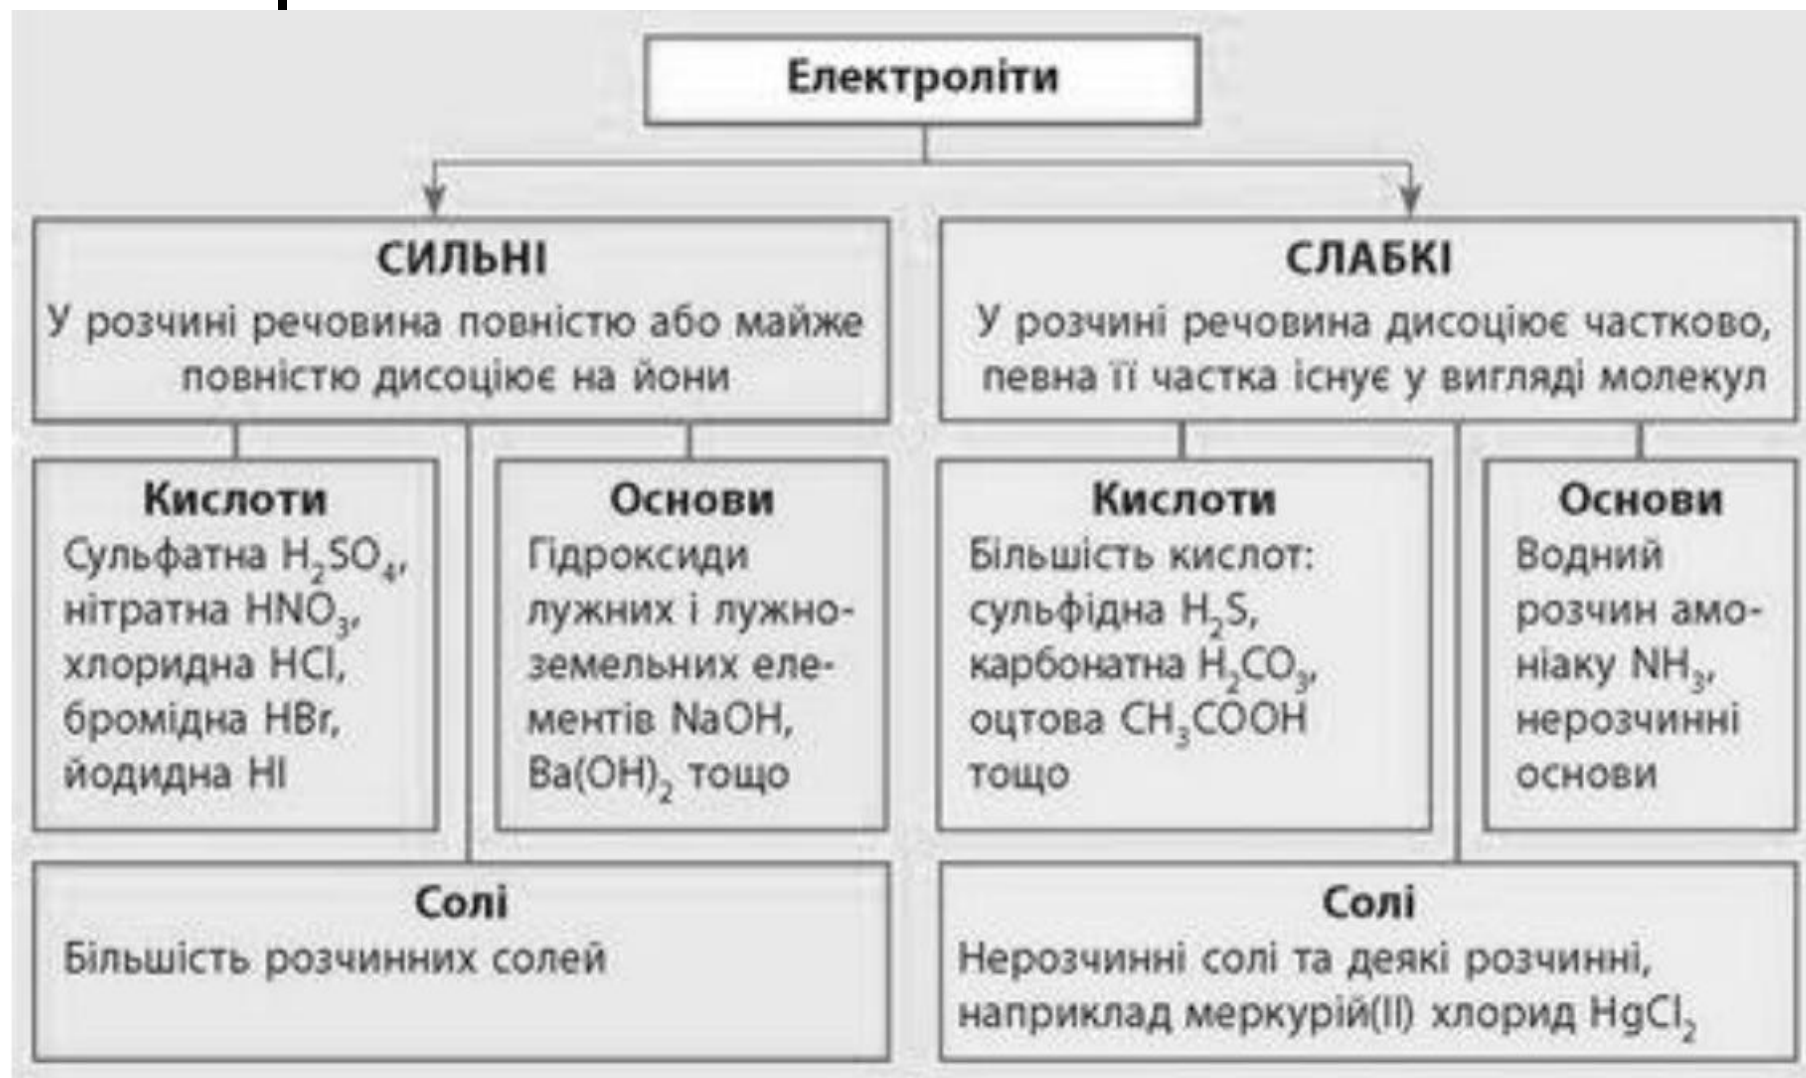 Електроліти
СИЛЬНІ
У розчині речовина повністю або майже
повністю дисоціює на йони
СЛАБКІ
У розчині речовина дисоціює частково,
певна її частка існує у вигляді молекул
Кислоти
Сульфатна H₂SO₄,
нітратна HNO₃,
хлоридна HCl,
бромідна HBr,
йодидна HI
Основи
Гідроксиди
лужних і лужно-
земельних еле-
ментів NaOH,
Ba(OH)₂ тощо
Кислоти
Більшість кислот:
сульфідна H₂S,
карбонатна H₂CO₃,
оцтова CH₃COOH
тощо
Основи
Водний
розчин амо-
ніаку NH₃,
нерозчинні
основи
Солі
Більшість розчинних солей
Солі
Нерозчинні солі та деякі розчинні,
наприклад меркурій(II) хлорид HgCl₂